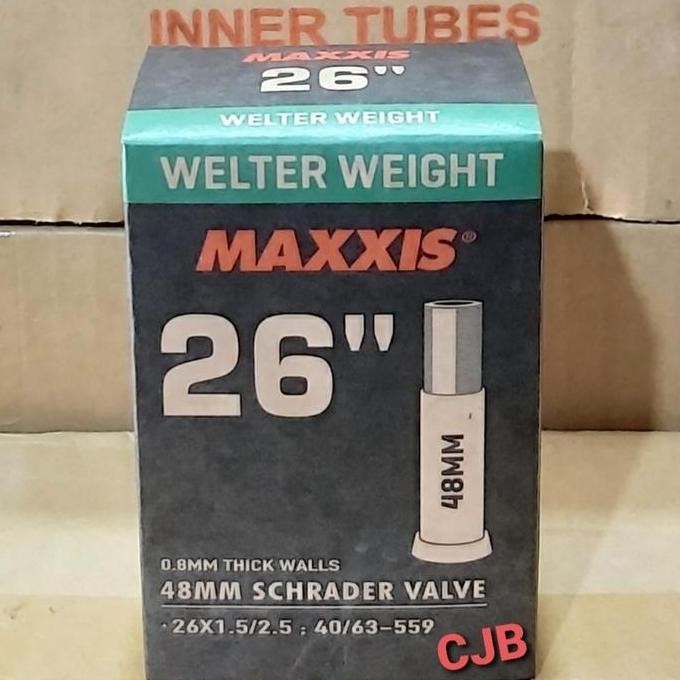 INNER TUBES
MAXXIS
26"
WELTER WEIGHT
WELTER WEIGHT
MAXXIS®
26"
48MM
0.8MM THICK WALLS
48MM SCHRADER VALVE
·26X1.5/2.5 ; 40/63-559
CJB